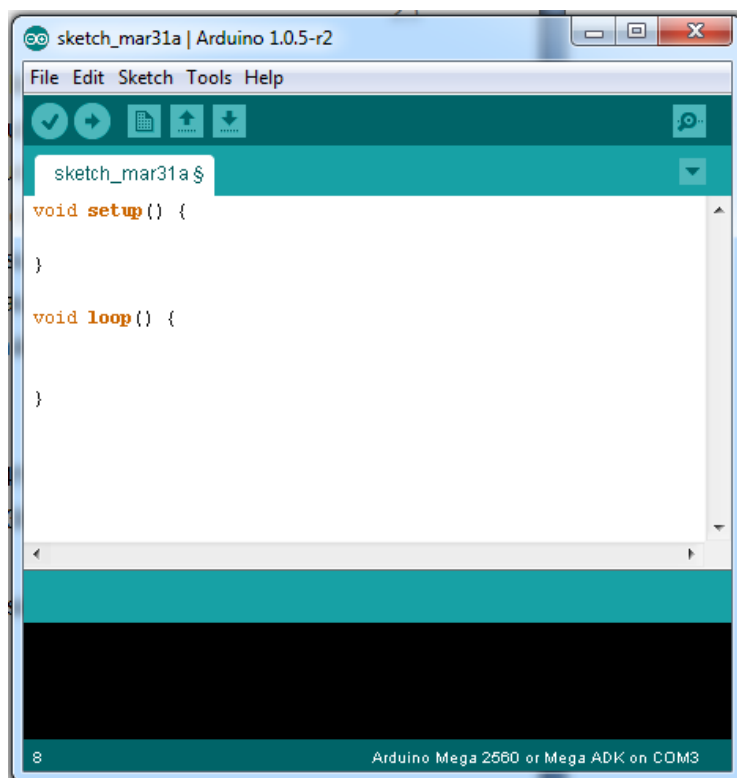 sketch_mar31a | Arduino 1.0.5-r2
File Edit Sketch Tools Help
sketch_mar31a §
void setup() {
}
void loop() {
}
8 Arduino Mega 2560 or Mega ADK on COM3